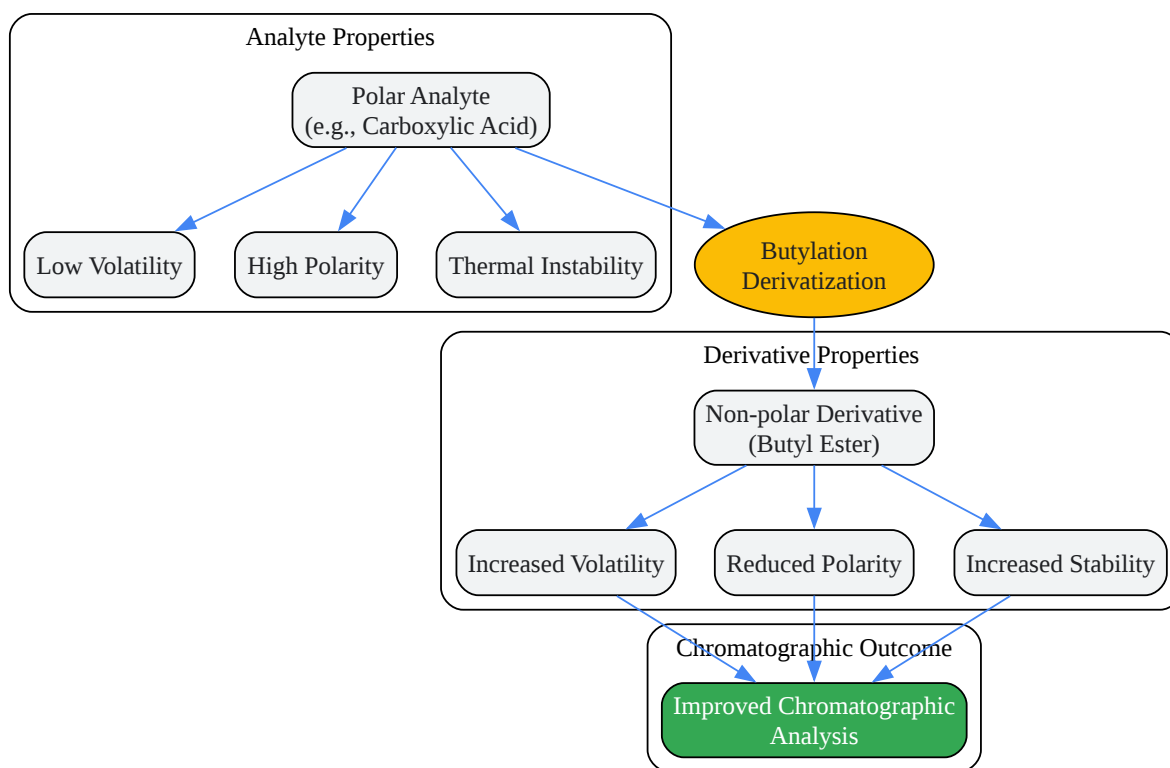 Analyte Properties
Polar Analyte
(e.g., Carboxylic Acid)
Low Volatility
High Polarity
Thermal Instability
Butylation
Derivatization
Derivative Properties
Non-polar Derivative
(Butyl Ester)
Increased Volatility
Reduced Polarity
Increased Stability
Chromatographic Outcome
Improved Chromatographic
Analysis